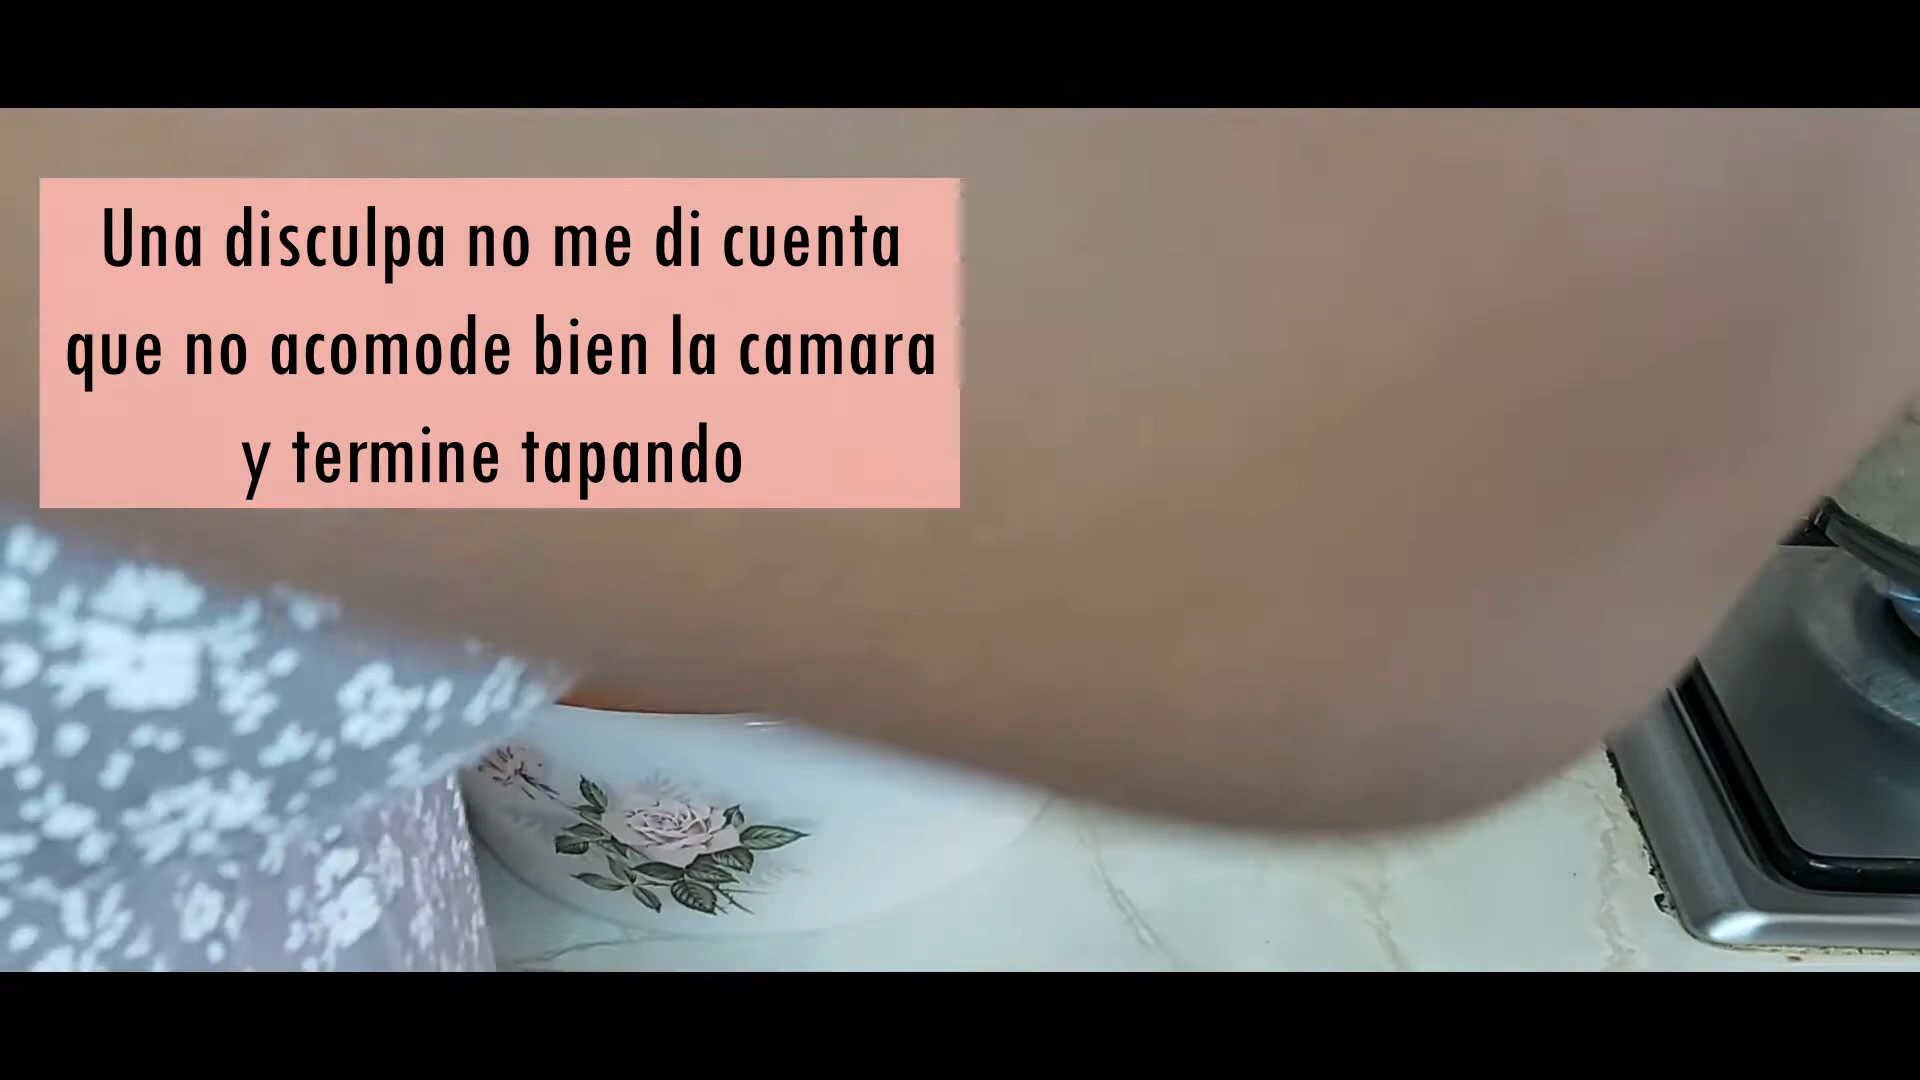 Una disculpa no me di cuenta
que no acomode bien la camara
y termine tapando